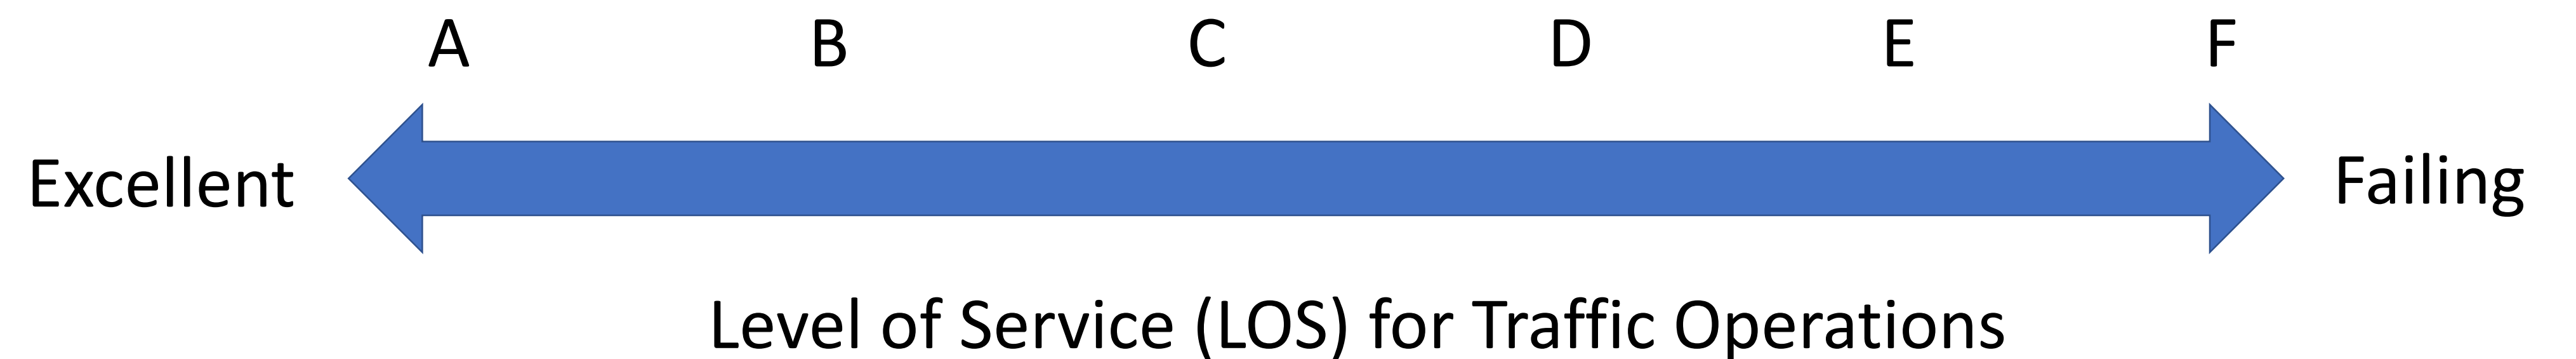 A B C D E F
Excellent Failing
Level of Service (LOS) for Traffic Operations